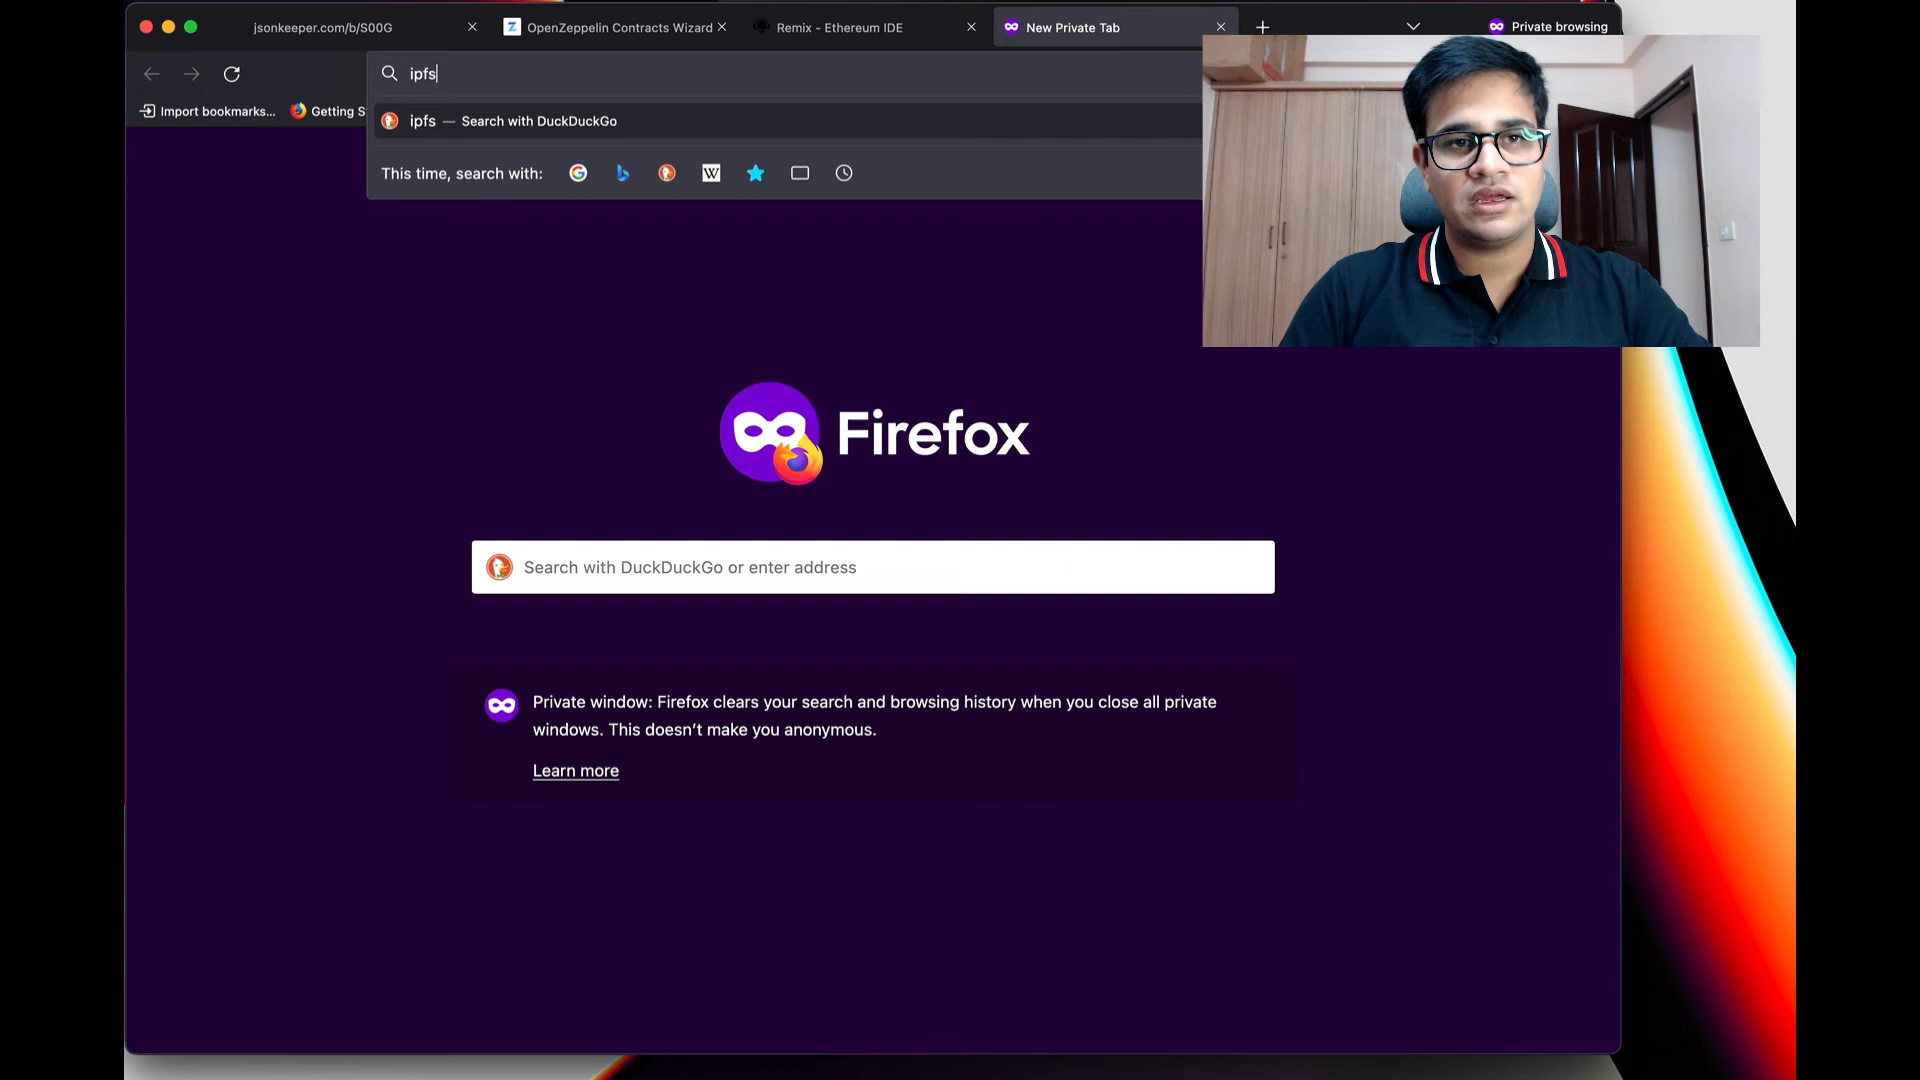 jsonkeeper.com/b/S00G
OpenZeppelin Contracts Wizard
Remix - Ethereum IDE
New Private Tab
Private browsing
ipfs
Import bookmarks...
Getting S
ipfs — Search with DuckDuckGo
This time, search with:
W
Firefox
Search with DuckDuckGo or enter address
Private window: Firefox clears your search and browsing history when you close all private
windows. This doesn’t make you anonymous.
Learn more